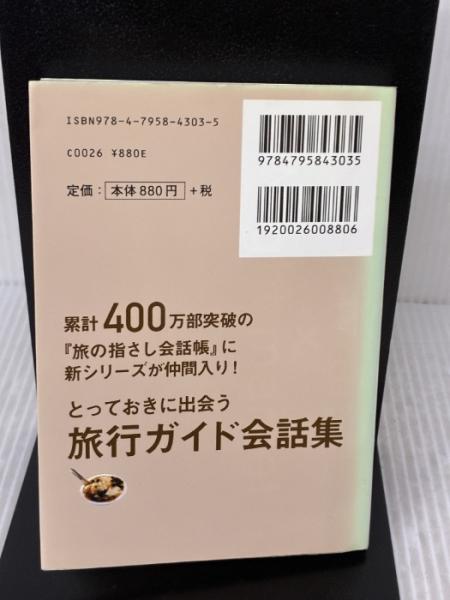 ISBN978-4-7958-4303-5
C0026 ¥880E
定価：本体880円+税
9784795843035
1920026008806
累計400万部突破の
『旅の指さし会話帳』に
新シリーズが仲間入り！
とっておきに出会う
旅行ガイド会話集